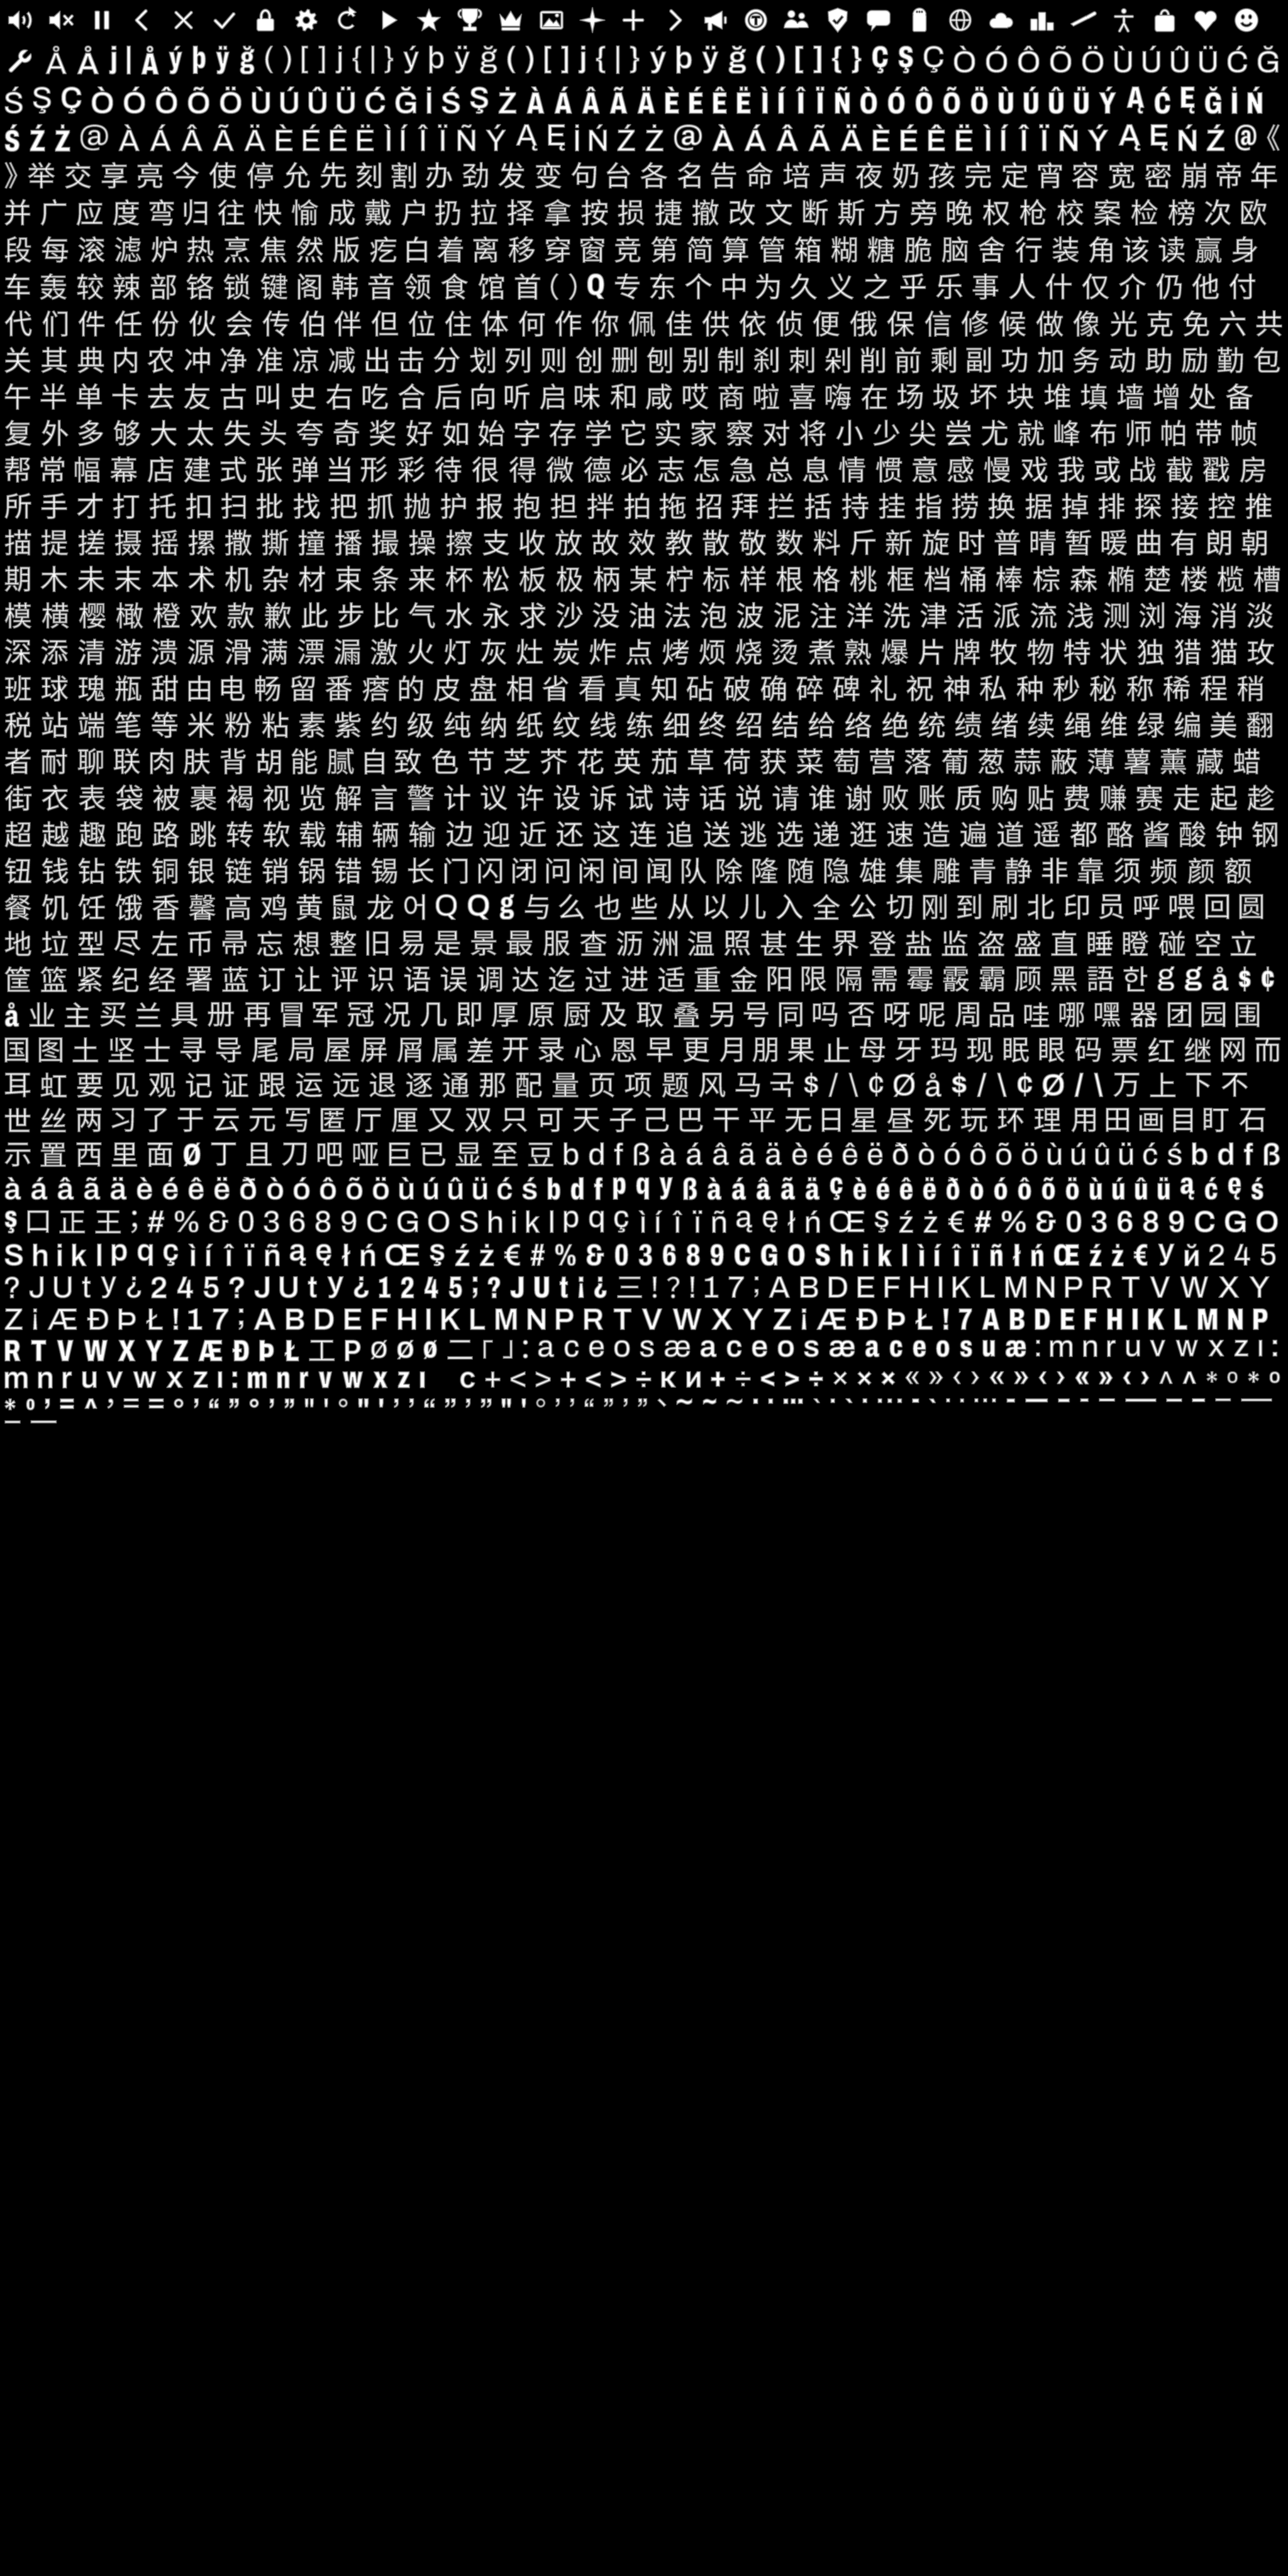 Å Å j | Å ý þ ÿ ğ ( ) [ ] j { | } ý þ ÿ ğ ( ) [ ] j { | } ý þ ÿ ğ ( ) [ ] { } Ç Ş Ç Ò Ó Ô Õ Ö Ù Ú Û Ü Ć Ğ
Ś Ş Ç Ò Ó Ô Õ Ö Ù Ú Û Ü Ć Ğ İ Ś Ş Ż À Á Â Ã Ä È É Ê Ë Ì Í Î Ï Ñ Ò Ó Ô Õ Ö Ù Ú Û Ü Ý Ą Ć Ę Ğ İ Ń
Ś Ź Ż @ À Á Â Ã Ä È É Ê Ë Ì Í Î Ï Ñ Ý Ą Ę İ Ń Ź Ż @ À Á Â Ã Ä È É Ê Ë Ì Í Î Ï Ñ Ý Ą Ę Ń Ź @ 《
》 举 交 享 亮 今 使 停 允 先 刻 割 办 劲 发 变 句 台 各 名 告 命 培 声 夜 奶 孩 完 定 宵 容 宽 密 崩 帝 年
并 广 应 度 弯 归 往 快 愉 成 戴 户 扔 拉 择 拿 按 损 捷 撤 改 文 断 斯 方 旁 晚 权 枪 校 案 检 榜 次 欧
段 每 滚 滤 炉 热 烹 焦 然 版 疙 白 着 离 移 穿 窗 竞 第 简 算 管 箱 糊 糖 脆 脑 舍 行 装 角 该 读 赢 身
车 轰 较 辣 部 铬 锁 键 阁 韩 音 领 食 馆 首 ( ) Q 专 东 个 中 为 久 义 之 乎 乐 事 人 什 仅 介 仍 他 付
代 们 件 任 份 伙 会 传 伯 伴 但 位 住 体 何 作 你 佩 佳 供 依 侦 便 俄 保 信 修 候 做 像 光 克 免 六 共
关 其 典 内 农 冲 净 准 凉 减 出 击 分 划 列 则 创 删 刨 别 制 刹 刺 剁 削 前 剩 副 功 加 务 动 助 励 勤 包
午 半 单 卡 去 友 古 叫 史 右 吃 合 后 向 听 启 味 和 咸 哎 商 啦 喜 嗨 在 场 圾 坏 块 堆 填 墙 增 处 备
复 外 多 够 大 太 失 头 夸 奇 奖 好 如 始 字 存 学 它 实 家 察 对 将 小 少 尖 尝 尤 就 峰 布 师 帕 带 帧
帮 常 幅 幕 店 建 式 张 弹 当 形 彩 待 很 得 微 德 必 志 怎 急 总 息 情 惯 意 感 慢 戏 我 或 战 截 戳 房
所 手 才 打 托 扣 扫 批 找 把 抓 抛 护 报 抱 担 拌 拍 拖 招 拜 拦 括 持 挂 指 捞 换 据 掉 排 探 接 控 推
描 提 搓 摄 摇 摞 撒 撕 撞 播 撮 操 擦 支 收 放 故 效 教 散 敬 数 料 斤 新 旋 时 普 晴 暂 暖 曲 有 朗 朝
期 木 未 末 本 术 机 杂 材 束 条 来 杯 松 板 极 柄 某 柠 标 样 根 格 桃 框 档 桶 棒 棕 森 椭 楚 楼 榄 槽
模 横 樱 橄 橙 欢 款 歉 此 步 比 气 水 永 求 沙 没 油 法 泡 波 泥 注 洋 洗 津 活 派 流 浅 测 浏 海 消 淡
深 添 清 游 溃 源 滑 满 漂 漏 激 火 灯 灰 灶 炭 炸 点 烤 烦 烧 烫 煮 熟 爆 片 牌 牧 物 特 状 独 猎 猫 玫
班 球 瑰 瓶 甜 由 电 畅 留 番 瘩 的 皮 盘 相 省 看 真 知 砧 破 确 碎 碑 礼 祝 神 私 种 秒 秘 称 稀 程 稍
税 站 端 笔 等 米 粉 粘 素 紫 约 级 纯 纳 纸 纹 线 练 细 终 绍 结 给 络 绝 统 绩 绪 续 绳 维 绿 编 美 翻
者 耐 聊 联 肉 肤 背 胡 能 腻 自 致 色 节 芝 芥 花 英 茄 草 荷 获 菜 萄 营 落 葡 葱 蒜 蔽 薄 薯 薰 藏 蜡
街 衣 表 袋 被 裹 褐 视 览 解 言 警 计 议 许 设 诉 试 诗 话 说 请 谁 谢 败 账 质 购 贴 费 赚 赛 走 起 趁
超 越 趣 跑 路 跳 转 软 载 辅 辆 输 边 迎 近 还 这 连 追 送 逃 选 递 逛 速 造 遍 道 遥 都 酪 酱 酸 钟 钢
钮 钱 钻 铁 铜 银 链 销 锅 错 锡 长 门 闪 闭 问 闲 间 闻 队 除 隆 随 隐 雄 集 雕 青 静 非 靠 须 频 颜 额
餐 饥 饪 饿 香 馨 高 鸡 黄 鼠 龙 어 Q Q g 与 么 也 些 从 以 儿 入 全 公 切 刚 到 刷 北 印 员 呼 喂 回 圆
地 垃 型 尽 左 币 帚 忘 想 整 旧 易 是 景 最 服 查 沥 洲 温 照 甚 生 界 登 盐 监 盗 盛 直 睡 瞪 碰 空 立
筐 篮 紧 纪 经 署 蓝 订 让 评 识 语 误 调 达 迄 过 进 适 重 金 阳 限 隔 需 霉 霰 霸 顾 黑 語 한 g g å $ ¢
å 业 主 买 兰 具 册 再 冒 军 冠 况 几 即 厚 原 厨 及 取 叠 另 号 同 吗 否 呀 呢 周 品 哇 哪 嘿 器 团 园 围
国 图 土 坚 士 寻 导 尾 局 屋 屏 屑 属 差 开 录 心 恩 早 更 月 朋 果 止 母 牙 玛 现 眠 眼 码 票 红 继 网 而
耳 虹 要 见 观 记 证 跟 运 远 退 逐 通 那 配 量 页 项 题 风 马 국 $ / \ ¢ Ø å $ / \ ¢ Ø / \ 万 上 下 不
世 丝 两 习 了 于 云 元 写 匿 厅 厘 又 双 只 可 天 子 己 巴 干 平 无 日 星 昼 死 玩 环 理 用 田 画 目 盯 石
示 置 西 里 面 Ø 丁 且 刀 吧 哑 巨 已 显 至 豆 b d f ß à á â ã ä è é ê ë ð ò ó ô õ ö ù ú û ü ć ś b d f ß
à á â ã ä è é ê ë ð ò ó ô õ ö ù ú û ü ć ś b d f p q y ß à á â ã ä ç è é ê ë ð ò ó ô õ ö ù ú û ü ą ć ę ś
ş 口 正 王 ; # % & 0 3 6 8 9 C G O S h i k l p q ç ì í î ï ñ ą ę ł ń Œ ş ź ż € # % & 0 3 6 8 9 C G O
S h i k l p q ç ì í î ï ñ ą ę ł ń Œ ş ź ż € # % & 0 3 6 8 9 C G O S h i k l ì í î ï ñ ł ń Œ ź ż € y й 2 4 5
? J U t y ¿ 2 4 5 ? J U t y ¿ 1 2 4 5 ; ? J U t ¡ ¿ 三 ! ? ! 1 7 ; A B D E F H I K L M N P R T V W X Y
Z ¡ Æ Ð Þ Ł ! 1 7 ; A B D E F H I K L M N P R T V W X Y Z ¡ Æ Ð Þ Ł ! 7 A B D E F H I K L M N P
R T V W X Y Z Æ Ð Þ Ł 工 Р ø ø ø 二 「 」 : a c e o s æ a c e o s æ a c e o s u æ : m n r u v w x z ı :
m n r u v w x z ı : m n r v w x z ı с + < > + < > ÷ к и + ÷ < > ÷ × × × « » ‹ › « » ‹ › « » ‹ › ^ ^ * º * º